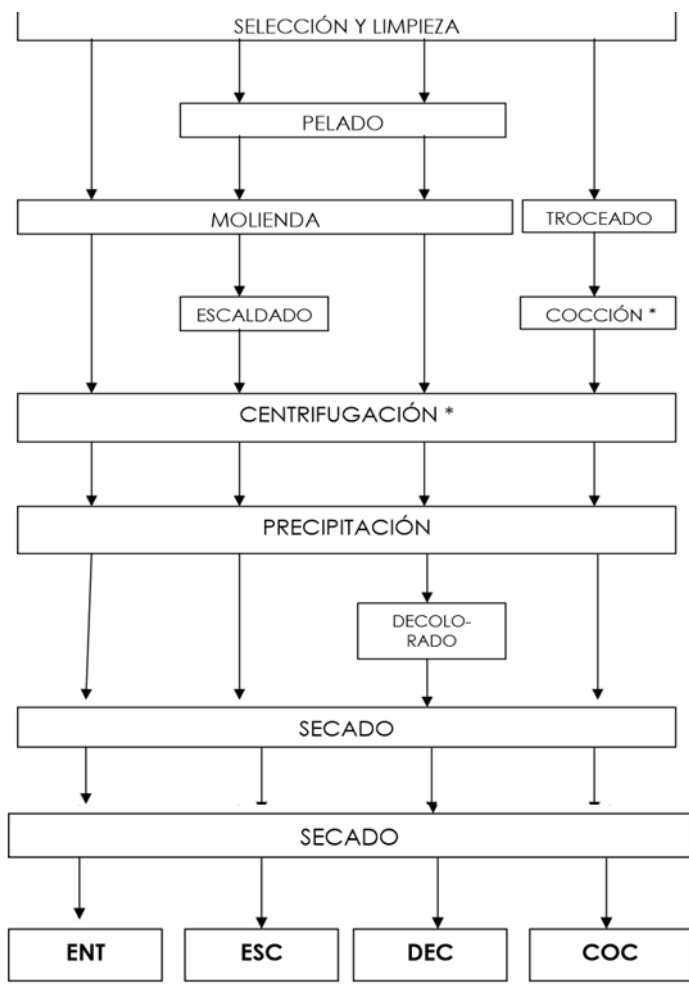 SELECCIÓN Y LIMPIEZA
PELADO
MOLIENDA
TROCEADO
ESCALDADO
COCCIÓN *
CENTRIFUGACIÓN *
PRECIPITACIÓN
DECOLO-
RADO
SECADO
SECADO
ENT
ESC
DEC
COC